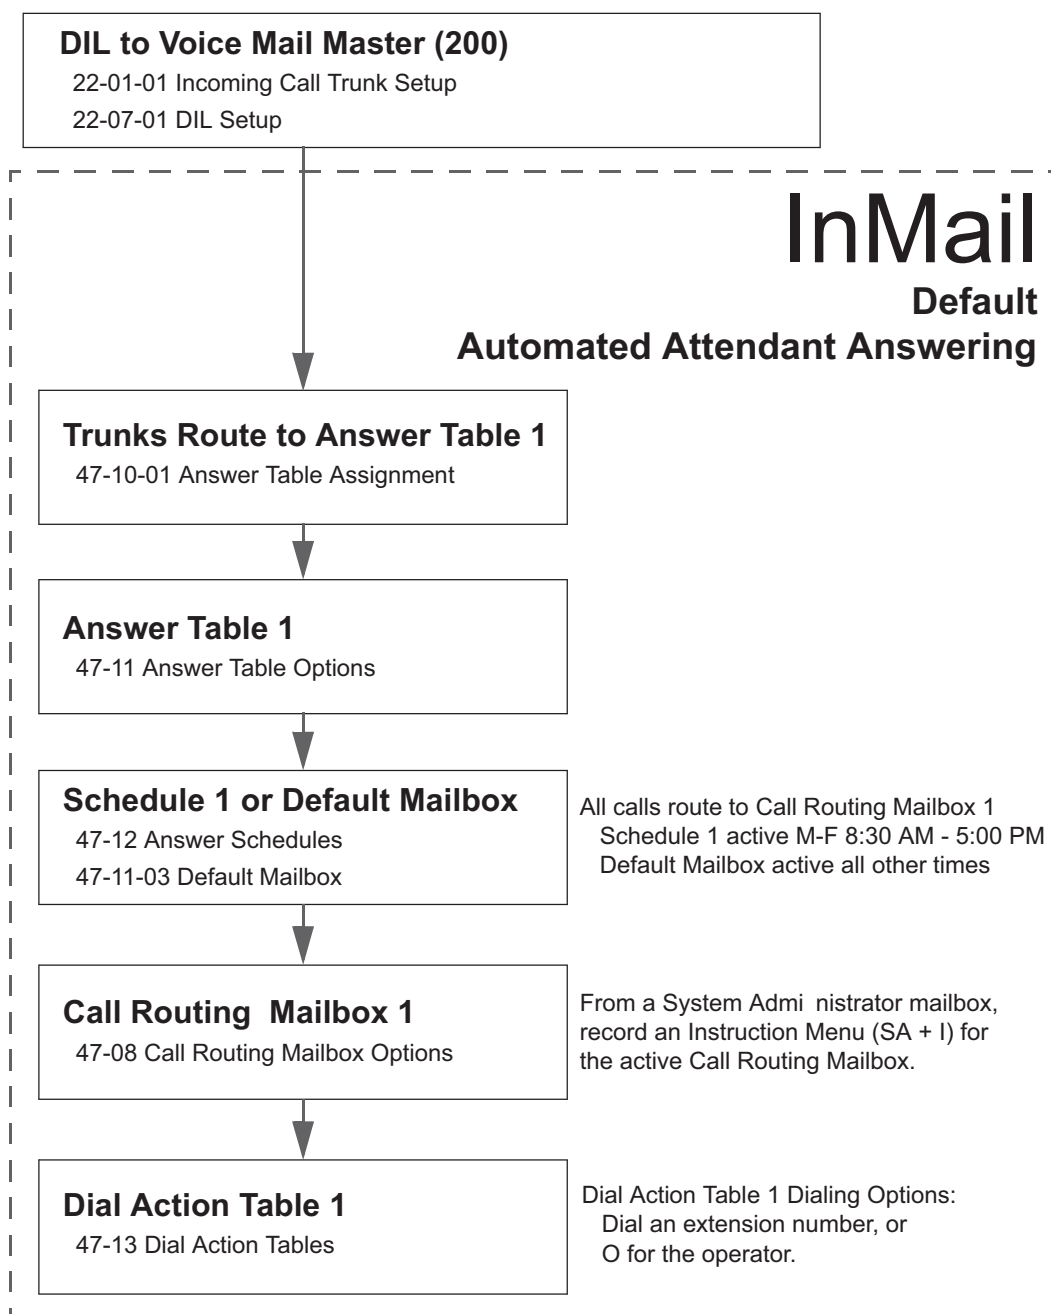 DIL to Voice Mail Master (200)
22-01-01 Incoming Call Trunk Setup
22-07-01 DIL Setup
InMail
Default
Automated Attendant Answering
Trunks Route to Answer Table 1
47-10-01 Answer Table Assignment
Answer Table 1
47-11 Answer Table Options
Schedule 1 or Default Mailbox
47-12 Answer Schedules
47-11-03 Default Mailbox
All calls route to Call Routing Mailbox 1
Schedule 1 active M-F 8:30 AM - 5:00 PM
Default Mailbox active all other times
Call Routing  Mailbox 1
47-08 Call Routing Mailbox Options
From a System Admi nistrator mailbox,
record an Instruction Menu (SA + I) for
the active Call Routing Mailbox.
Dial Action Table 1
47-13 Dial Action Tables
Dial Action Table 1 Dialing Options:
Dial an extension number, or
O for the operator.